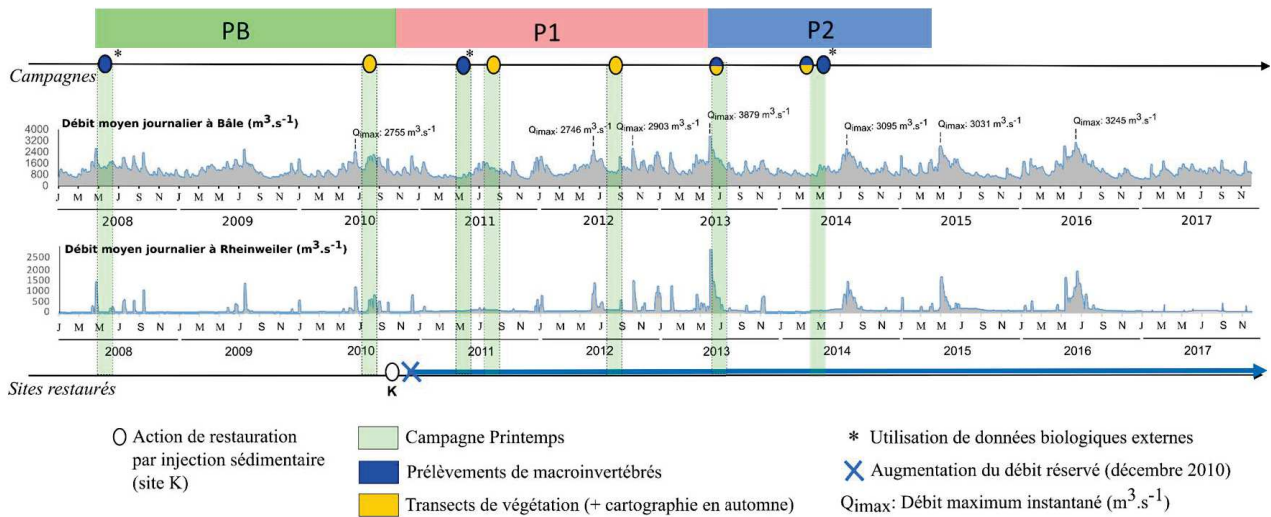 PB P1 P2
* * *
Campagnes
Débit moyen journalier à Bâle (m³.s⁻¹)
Qimax: 2755 m³.s⁻¹
Qimax: 2746 m³.s⁻¹
Qimax: 2903 m³.s⁻¹
Qimax: 3879 m³.s⁻¹
Qimax: 3095 m³.s⁻¹
Qimax: 3031 m³.s⁻¹
Qimax: 3245 m³.s⁻¹
4000
3200
2400
1600
800
0
J M M J S N J M M J S N J M M J S N J M M J S N J M M J S N J M M J S N J M M J S N J M M J S N J M M J S N J M M J S N
2008 2009 2010 2011 2012 2013 2014 2015 2016 2017
Débit moyen journalier à Rheinweiler (m³.s⁻¹)
2500
2000
1500
1000
500
0
2008 2009 2010 2011 2012 2013 2014 2015 2016 2017
K
Sites restaurés
Action de restauration
par injection sédimentaire
(site K)
Campagne Printemps
Prélèvements de macroinvertébrés
Transects de végétation (+ cartographie en automne)
* Utilisation de données biologiques externes
Augmentation du débit réservé (décembre 2010)
Qimax: Débit maximum instantané (m³.s⁻¹)